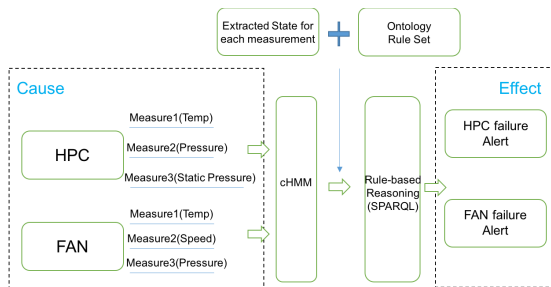 Extracted State for
each measurement
Ontology
Rule Set
Cause
Effect
HPC
Measure1(Temp)
Measure2(Pressure)
Measure3(Static Pressure)
FAN
Measure1(Temp)
Measure2(Speed)
Measure3(Pressure)
cHMM
Rule-based
Reasoning
(SPARQL)
HPC failure
Alert
FAN failure
Alert